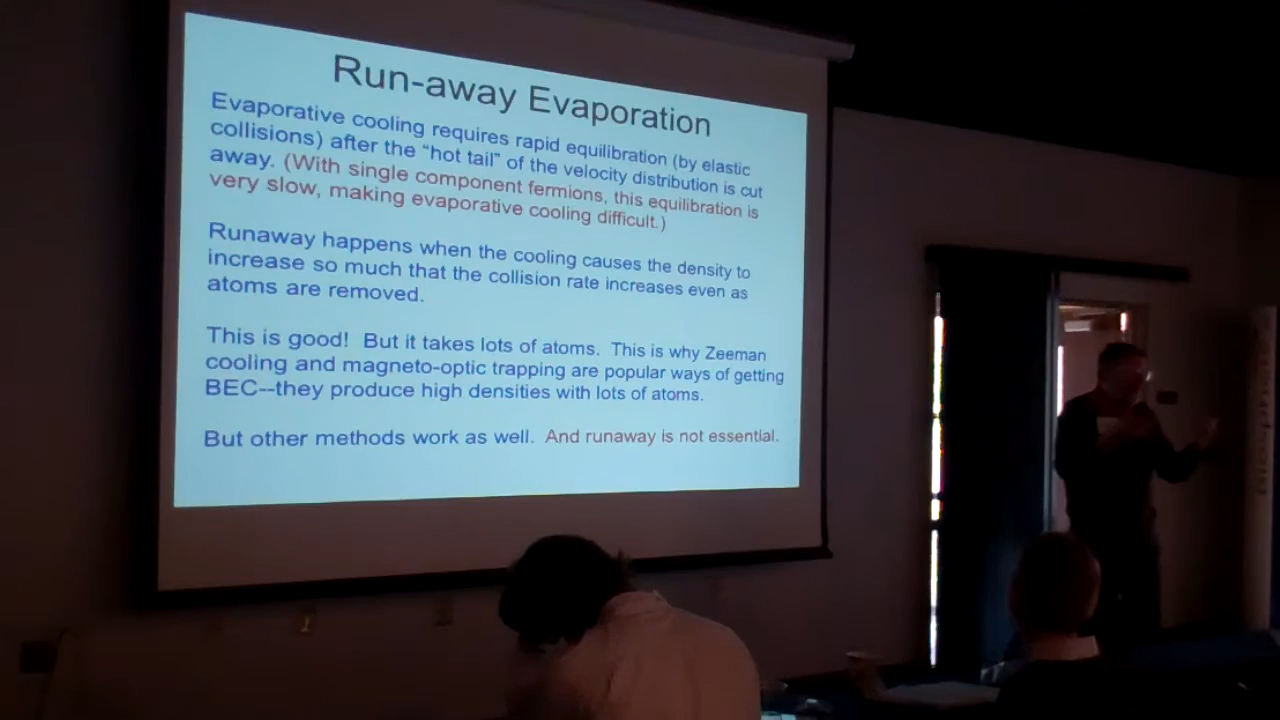 Run-away Evaporation
Evaporative cooling requires rapid equilibration (by elastic
collisions) after the “hot tail” of the velocity distribution is cut
away. (With single component fermions, this equilibration is
very slow, making evaporative cooling difficult.)
Runaway happens when the cooling causes the density to
increase so much that the collision rate increases even as
atoms are removed.
This is good! But it takes lots of atoms. This is why Zeeman
cooling and magneto-optic trapping are popular ways of getting
BEC--they produce high densities with lots of atoms.
But other methods work as well. And runaway is not essential.